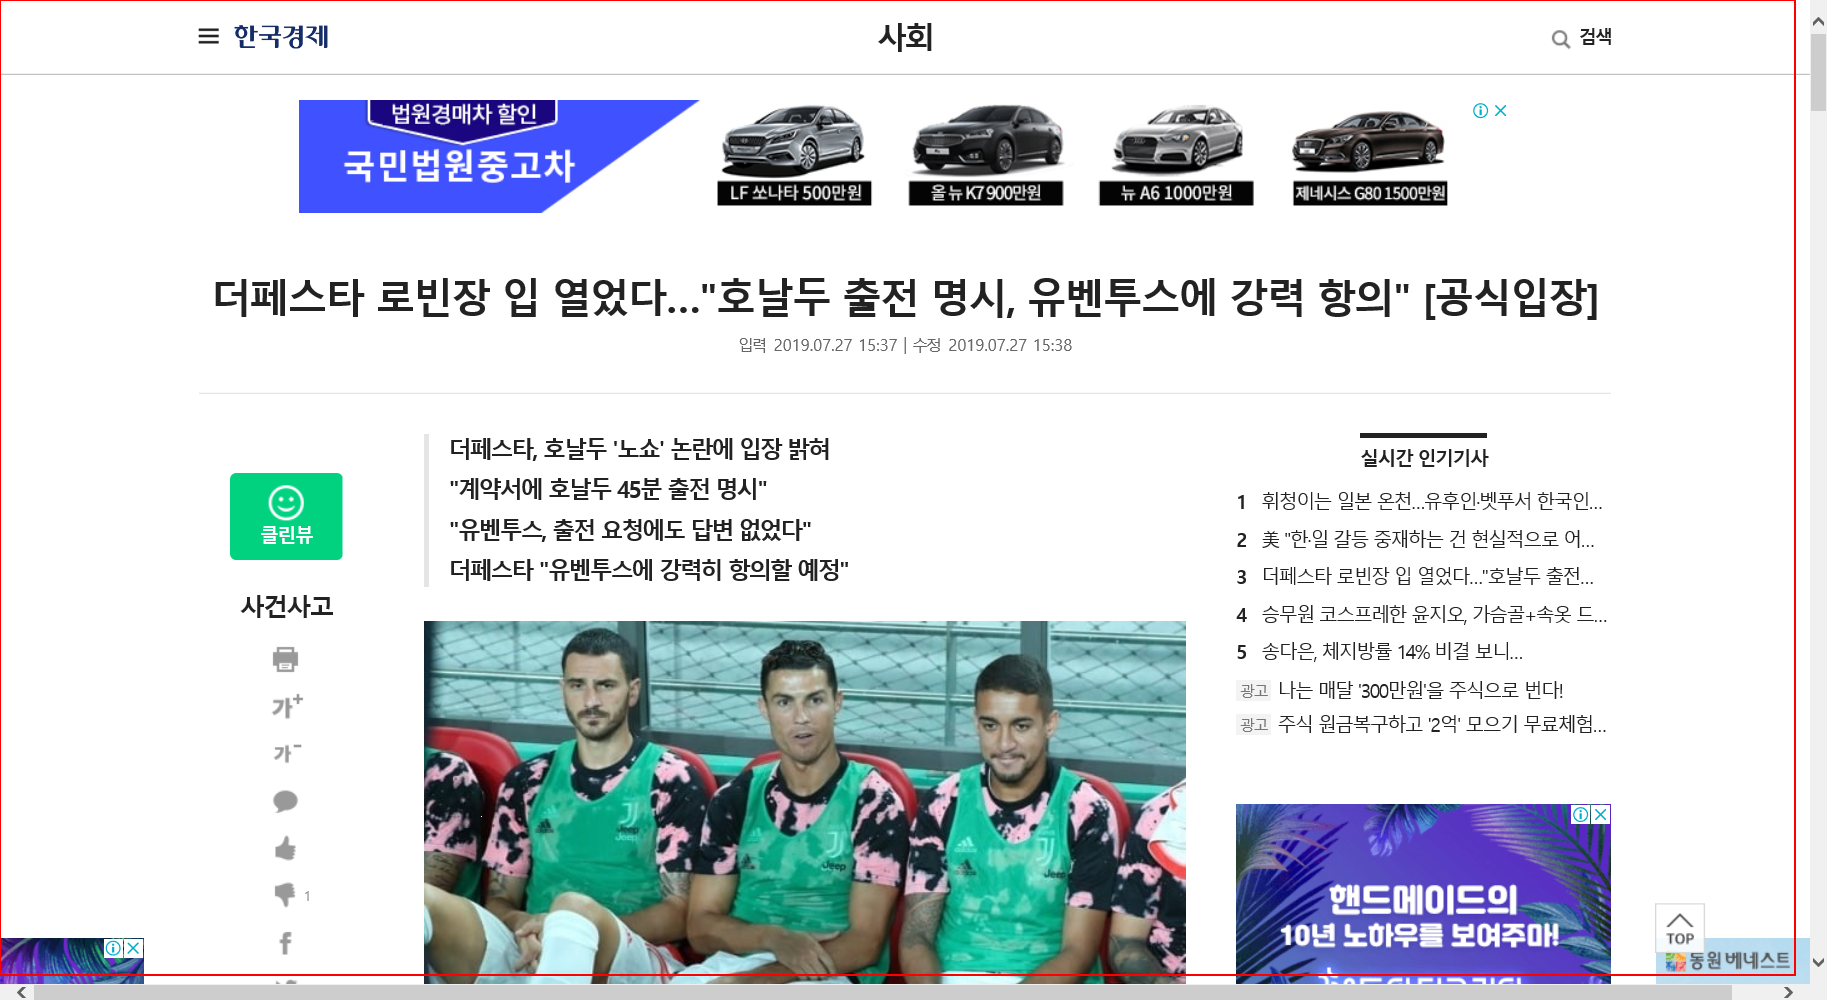 한국경제
사회
검색
법원경매차 할인
국민법원중고차
LF 쏘나타 500만원
올 뉴 K7 900만원
뉴 A6 1000만원
제네시스 G80 1500만원
더페스타 로빈장 입 열었다…"호날두 출전 명시, 유벤투스에 강력 항의" [공식입장]
입력 2019.07.27 15:37 | 수정 2019.07.27 15:38
클린뷰
사건사고
가+
가-
1
더페스타, 호날두 '노쇼' 논란에 입장 밝혀
"계약서에 호날두 45분 출전 명시"
"유벤투스, 출전 요청에도 답변 없었다"
더페스타 "유벤투스에 강력히 항의할 예정"
Jeep
Jeep
Jeep
실시간 인기기사
1 휘청이는 일본 온천…유후인·벳푸서 한국인…
2 美 "한·일 갈등 중재하는 건 현실적으로 어…
3 더페스타 로빈장 입 열었다…"호날두 출전…
4 승무원 코스프레한 윤지오, 가슴골+속옷 드…
5 송다은, 체지방률 14% 비결 보니…
광고 나는 매달 '300만원'을 주식으로 번다!
광고 주식 원금복구하고 '2억' 모으기 무료체험…
핸드메이드의
10년 노하우를 보여주마!
TOP
동원 베네스트